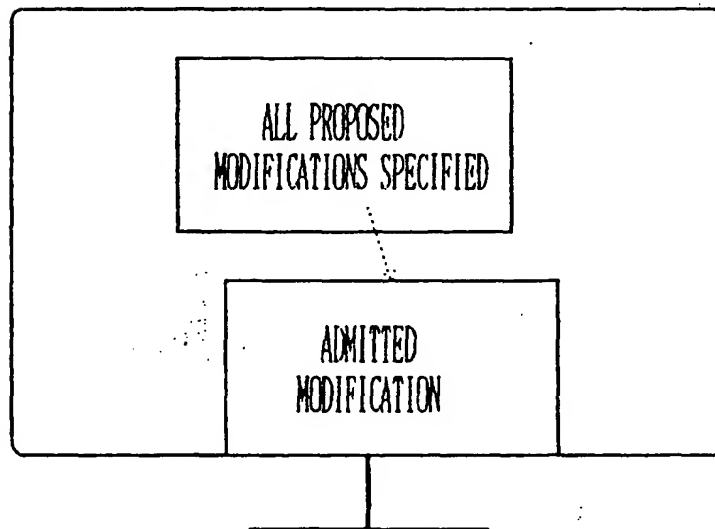 ALL PROPOSED
MODIFICATIONS SPECIFIED
ADMITTED
MODIFICATION